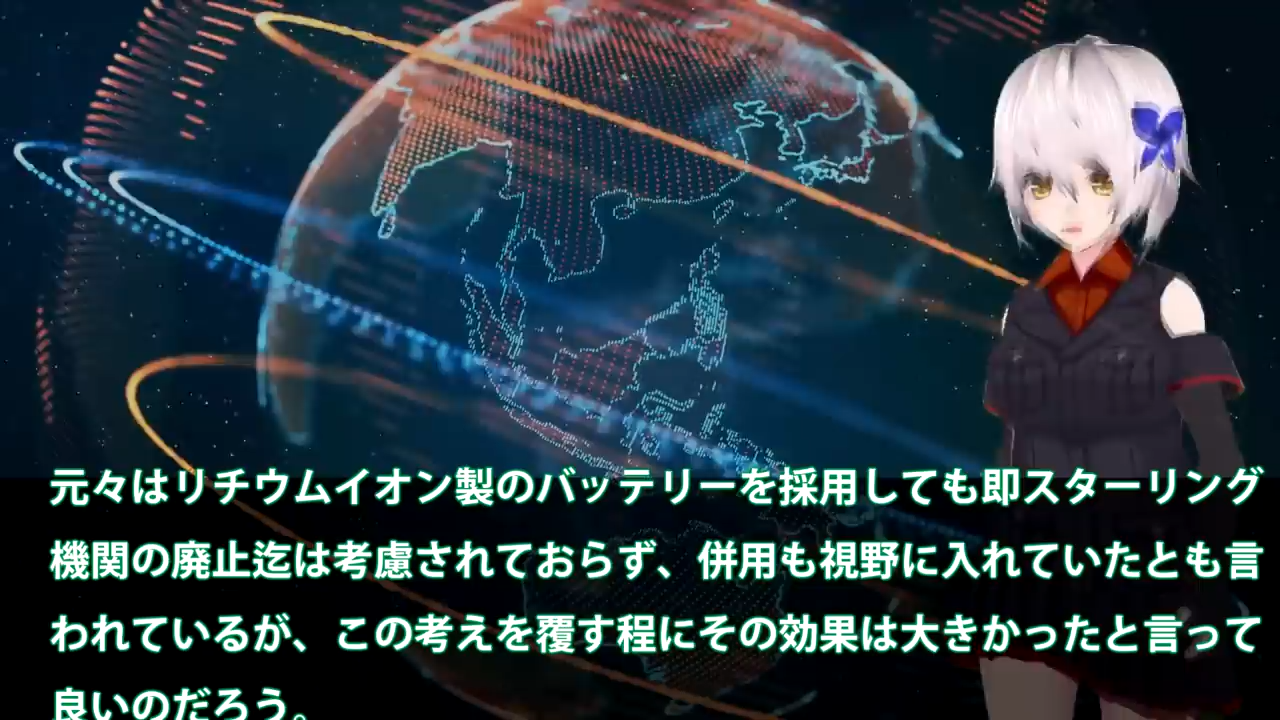 元々はリチウムイオン製のバッテリーを採用しても即スターリング
機関の廃止迄は考慮されておらず、併用も視野に入れていたとも言
われているが、この考えを覆す程にその効果は大きかったと言って
良いのだろう。